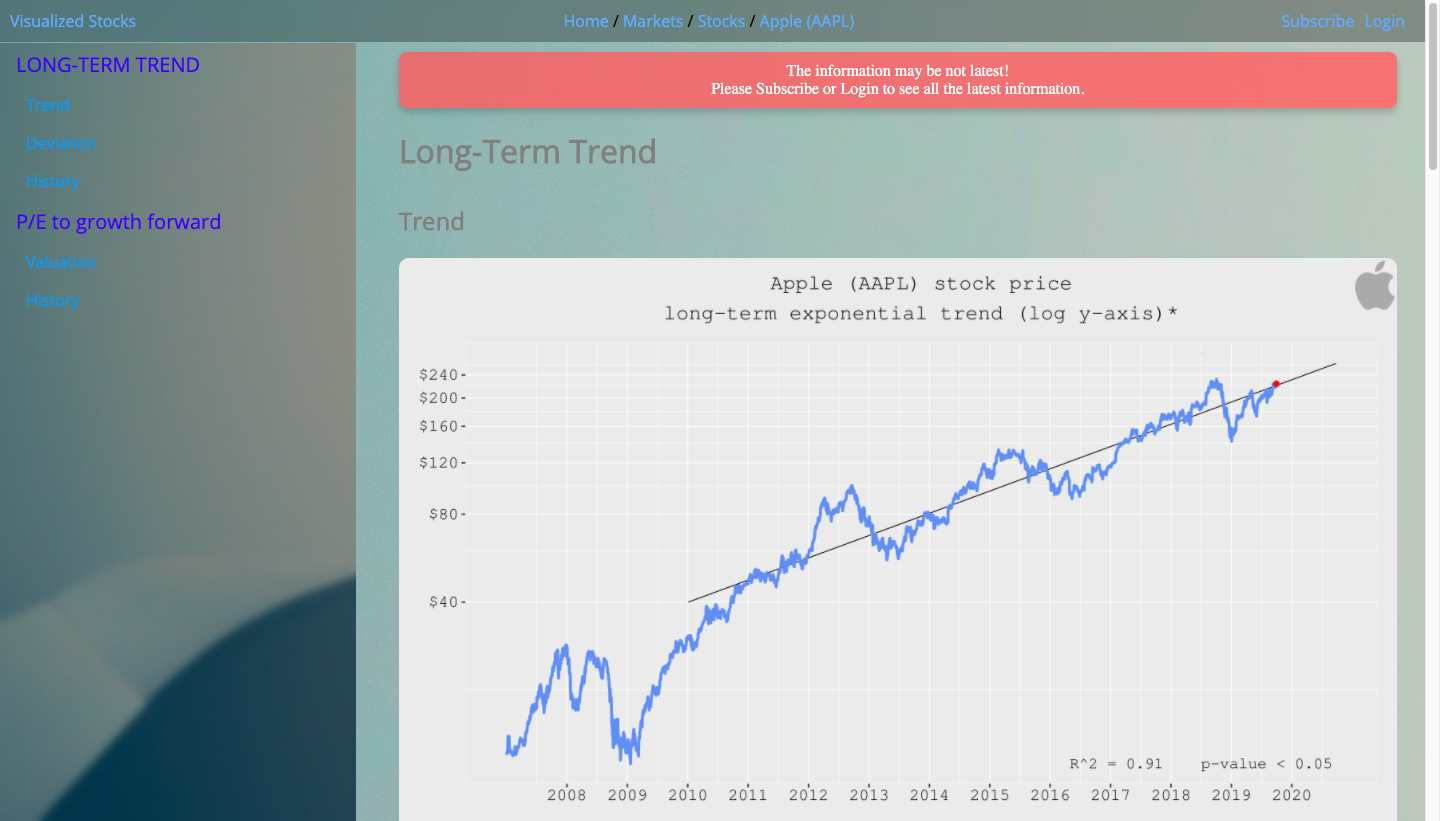 Visualized Stocks
Home / Markets / Stocks / Apple (AAPL)
Subscribe Login
LONG-TERM TREND
Trend
Deviation
History
P/E to growth forward
Valuation
History
The information may be not latest!
Please Subscribe or Login to see all the latest information.
Long-Term Trend
Trend
Apple (AAPL) stock price
long-term exponential trend (log y-axis)*
$240
$200
$160
$120
$80
$40
R^2 = 0.91 p-value < 0.05
2008 2009 2010 2011 2012 2013 2014 2015 2016 2017 2018 2019 2020